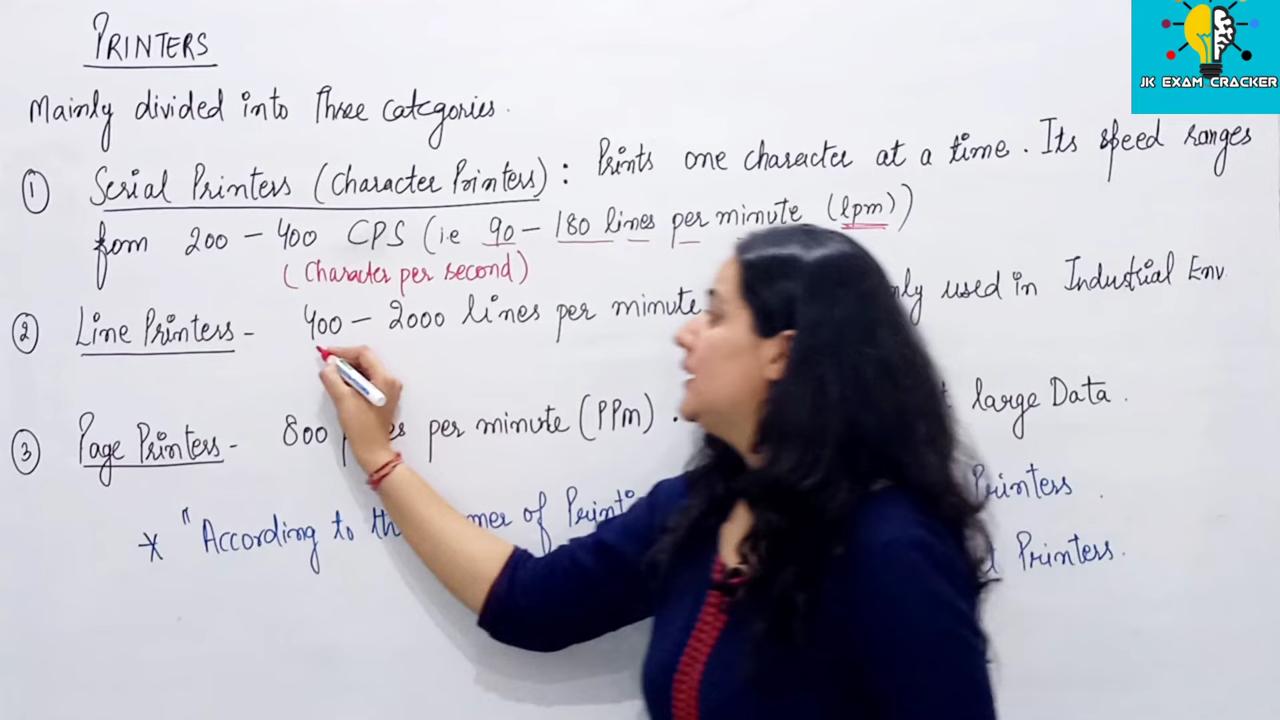 PRINTERS
JK EXAM CRACKER
Mainly divided into Three categories.
① Serial Printers (Character Printers) : Prints one character at a time. Its speed ranges
from 200 - 400 CPS (i.e 90 - 180 lines per minute (lpm))
(Character per second)
② Line Printers - 400 - 2000 lines per minute used in Industrial Env
③ Page Printers - 800 per minute (PPm). large Data.
* "According to of Printers.
Printers.